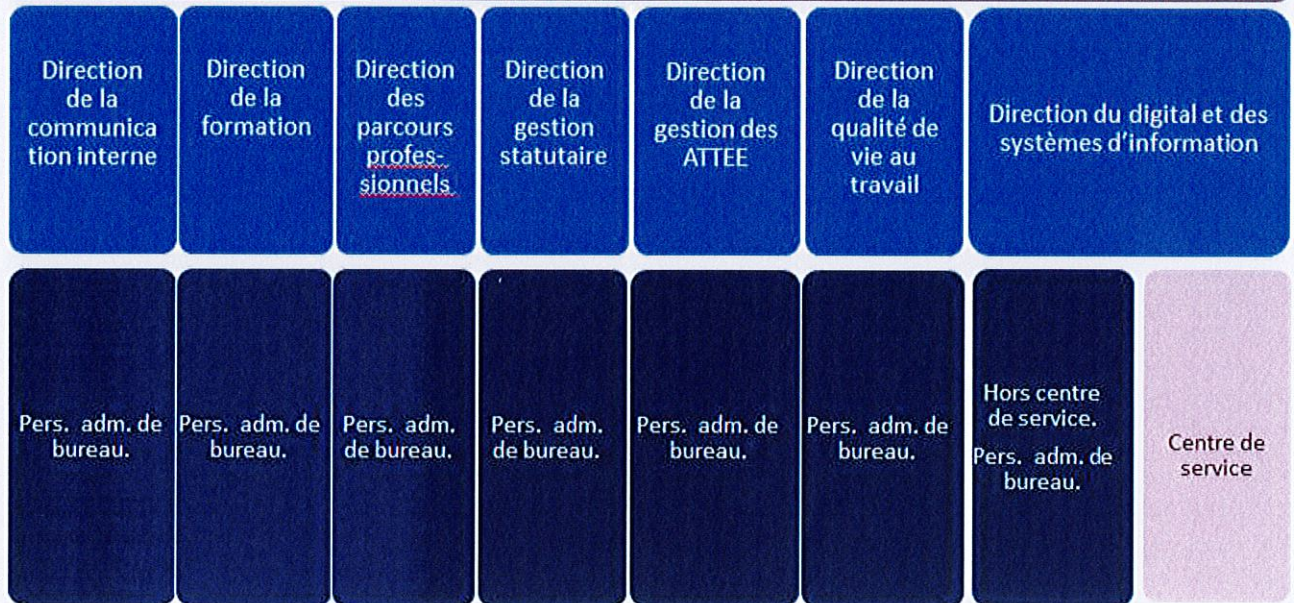 Direction
de la
communica
tion interne
Direction
de la
formation
Direction
des
parcours
profes-
sionnels
Direction
de la
gestion
statutaire
Direction
de la
gestion des
ATTEE
Direction
de la
qualité de
vie au
travail
Direction du digital et des
systèmes d'information
Pers. adm. de
bureau.
Pers. adm. de
bureau.
Pers. adm.
de bureau.
Pers. adm.
de bureau.
Pers. adm. de
bureau.
Pers. adm. de
bureau.
Hors centre
de service.
Pers. adm. de
bureau.
Centre de
service